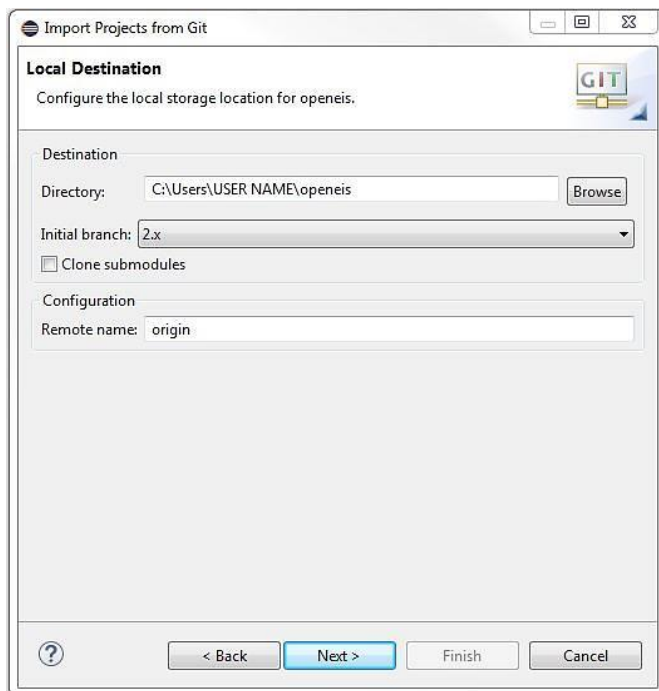 Import Projects from Git
Local Destination
Configure the local storage location for openeis.
GIT
Destination
Directory: C:\Users\USER NAME\openeis Browse
Initial branch: 2.x
Clone submodules
Configuration
Remote name: origin
? < Back Next > Finish Cancel